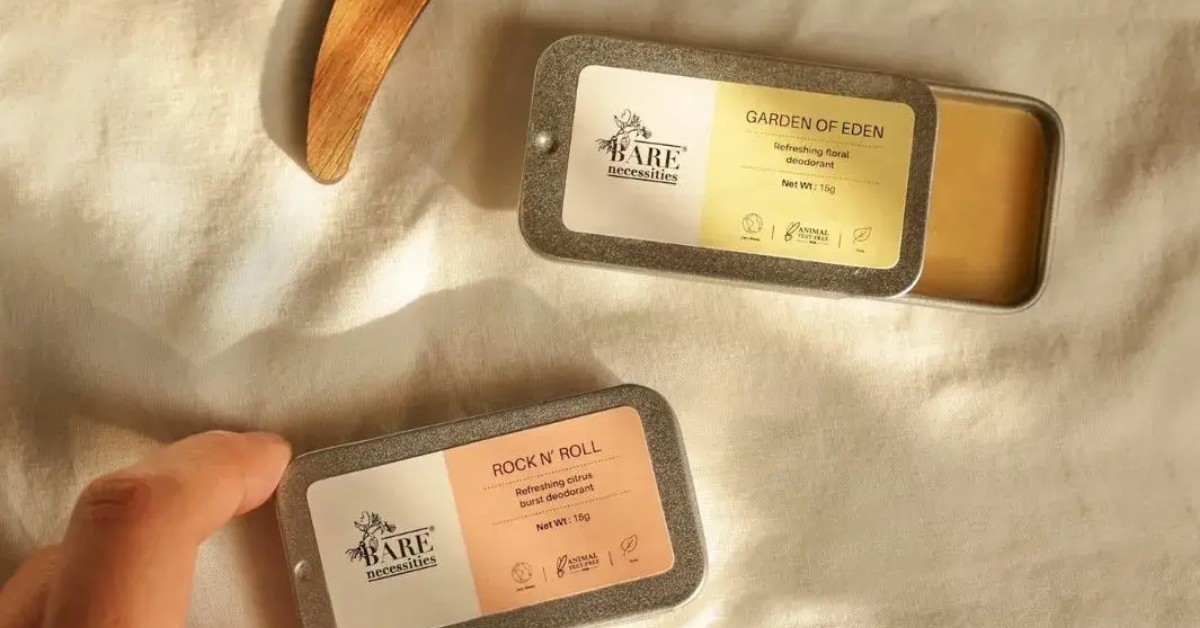 BARE®
necessities
GARDEN OF EDEN
Refreshing floral
deodorant
Net Wt : 15g
ANIMAL
TEST-FREE
BARE®
necessities
ROCK N' ROLL
Refreshing citrus
burst deodorant
Net Wt : 15g
ANIMAL
TEST-FREE